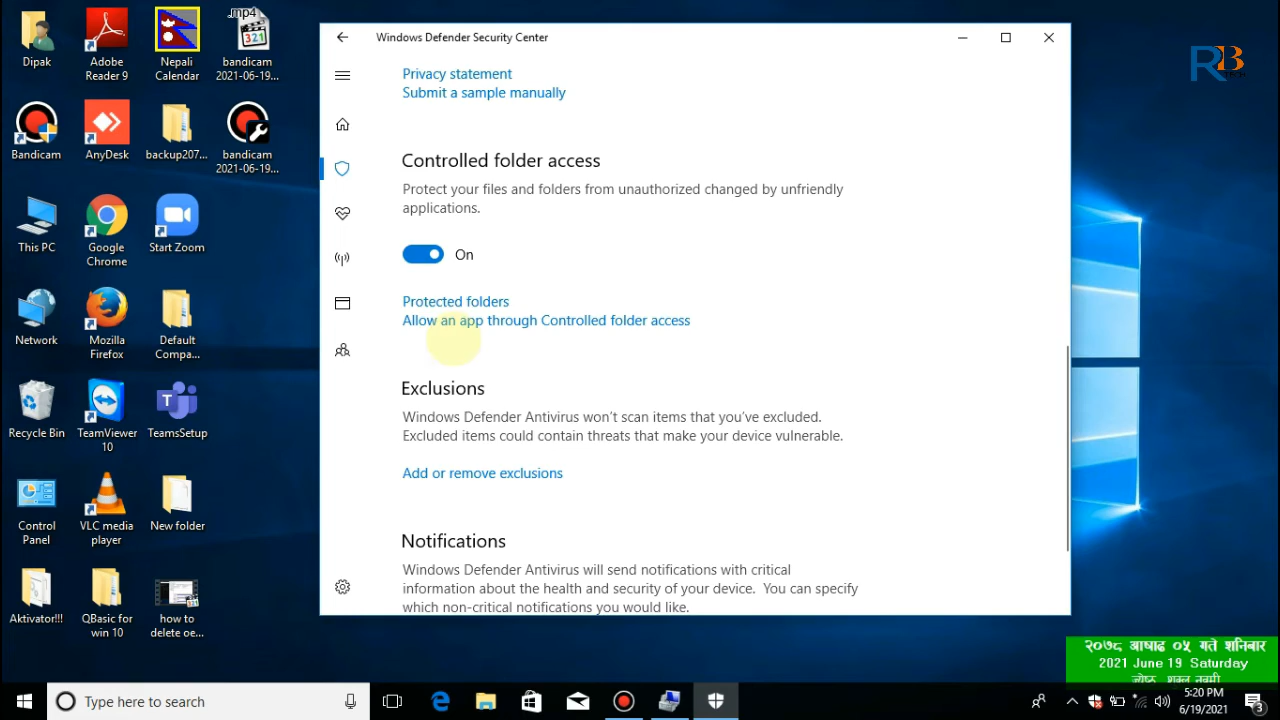 Dipak
Adobe
Reader 9
Nepali
Calendar
.mp4
321
bandicam
2021-06-19...
Bandicam
AnyDesk
backup207...
bandicam
2021-06-19...
This PC
Google
Chrome
Start Zoom
Network
Mozilla
Firefox
Default
Compa...
Recycle Bin
TeamViewer
10
TeamsSetup
Control
Panel
VLC media
player
New folder
Aktivator!!!
QBasic for
win 10
how to
delete oe...
Windows Defender Security Center
Privacy statement
Submit a sample manually
Controlled folder access
Protect your files and folders from unauthorized changed by unfriendly
applications.
On
Protected folders
Allow an app through Controlled folder access
Exclusions
Windows Defender Antivirus won't scan items that you've excluded.
Excluded items could contain threats that make your device vulnerable.
Add or remove exclusions
Notifications
Windows Defender Antivirus will send notifications with critical
information about the health and security of your device. You can specify
which non-critical notifications you would like.
RB
TECH
२०७८ आषाढ ०५ गते शनिबार
2021 June 19 Saturday
ज्येष्ठ शुक्ल नवमी
Type here to search
5:20 PM
6/19/2021
3